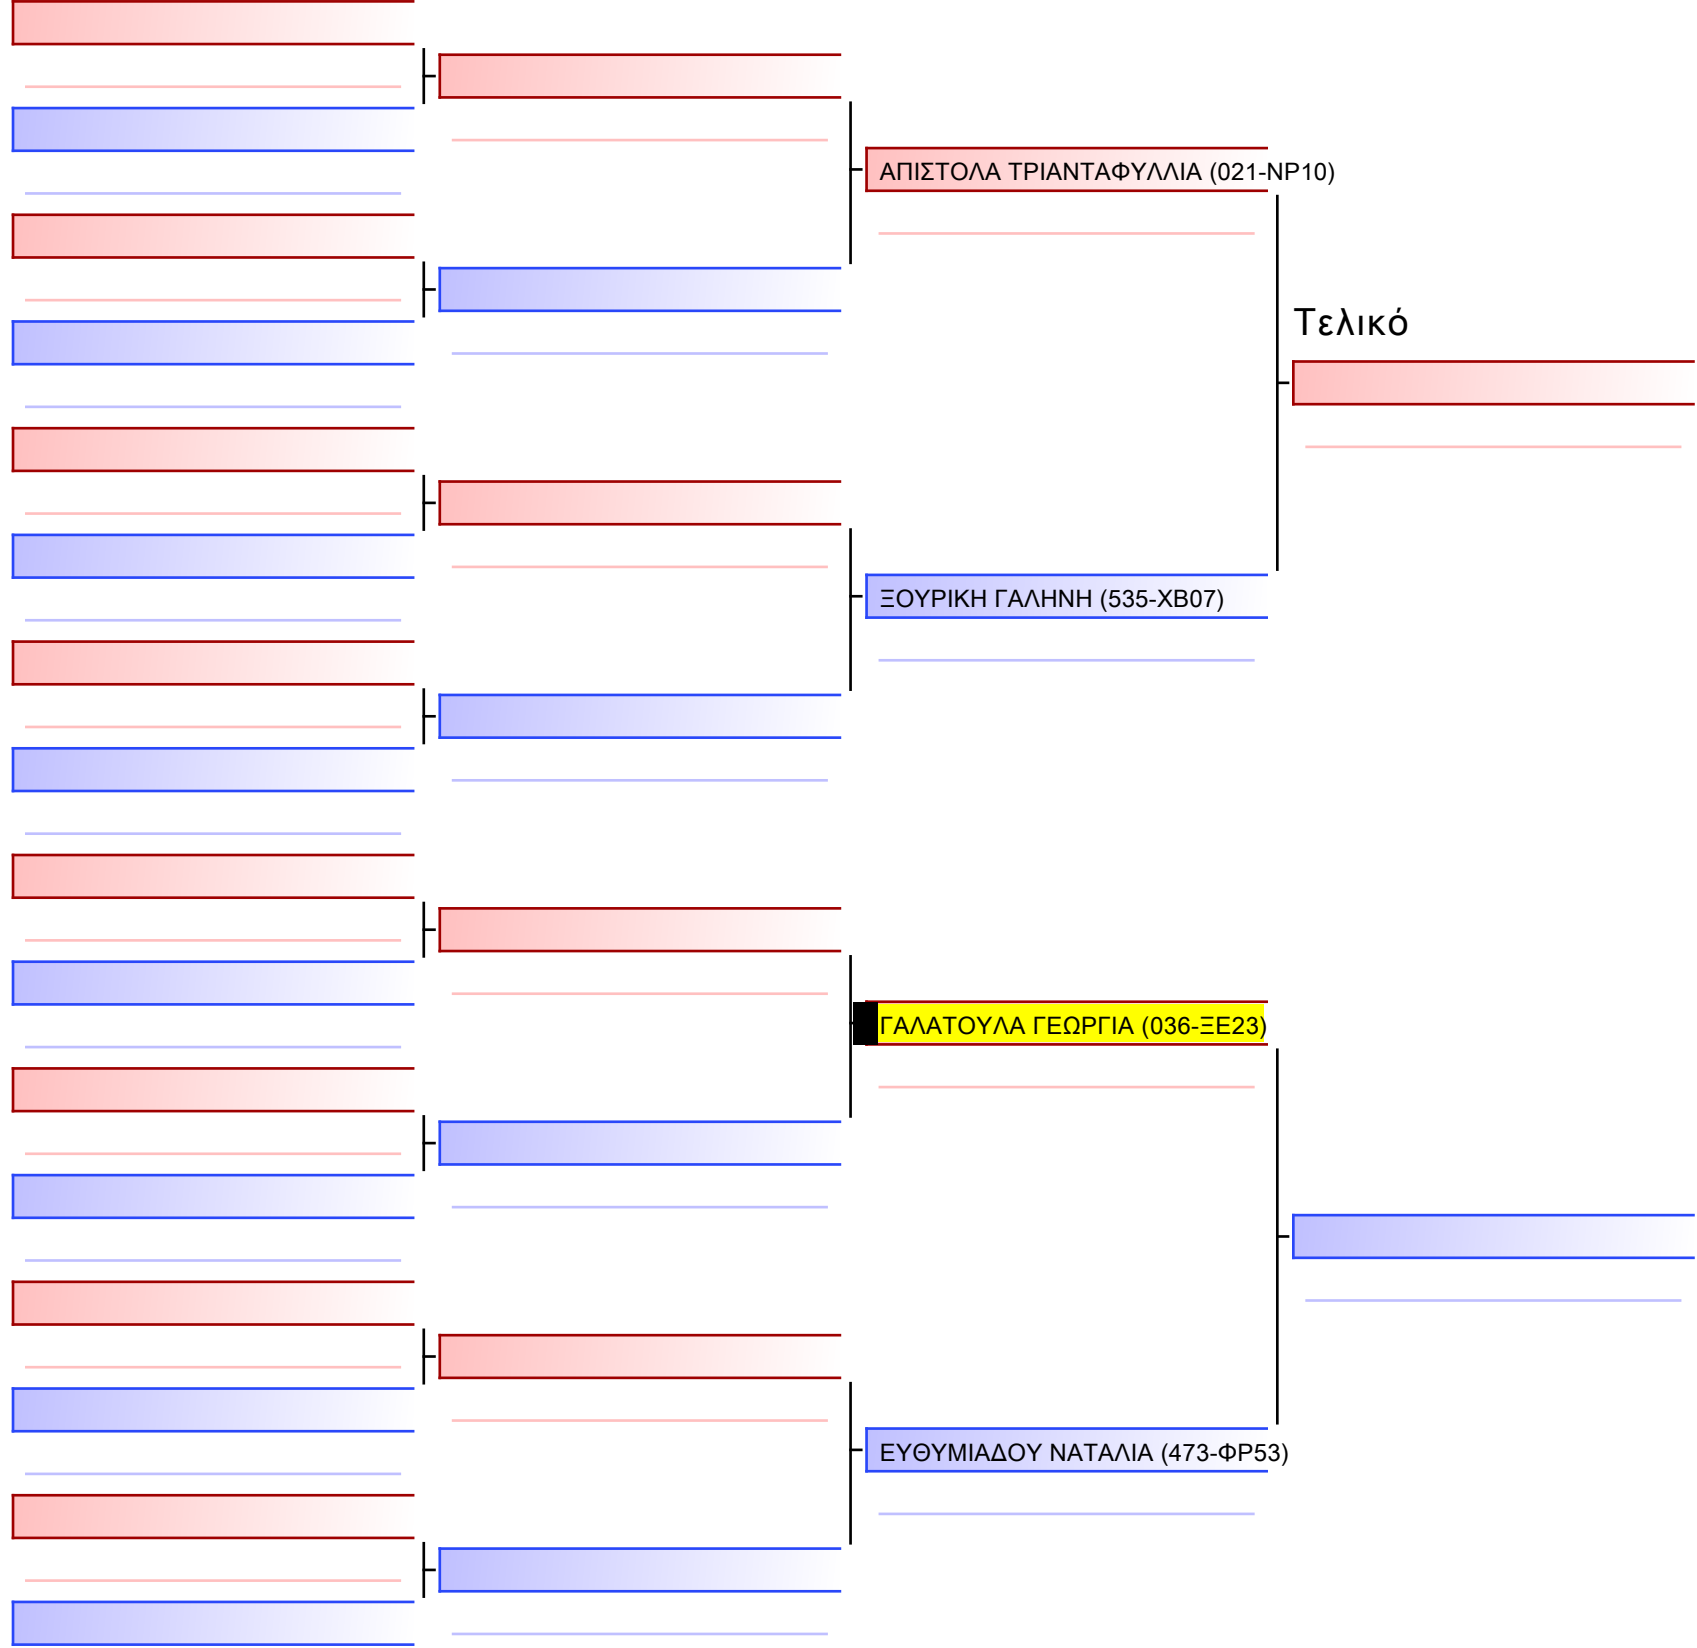 ΑΠΙΣΤΟΛΑ ΤΡΙΑΝΤΑΦΥΛΛΙΑ (021-ΝΡ10)
Τελικό
ΞΟΥΡΙΚΗ ΓΑΛΗΝΗ (535-ΧΒ07)
ΓΑΛΑΤΟΥΛΑ ΓΕΩΡΓΙΑ (036-ΞΕ23)
ΕΥΘΥΜΙΑΔΟΥ ΝΑΤΑΛΙΑ (473-ΦΡ53)